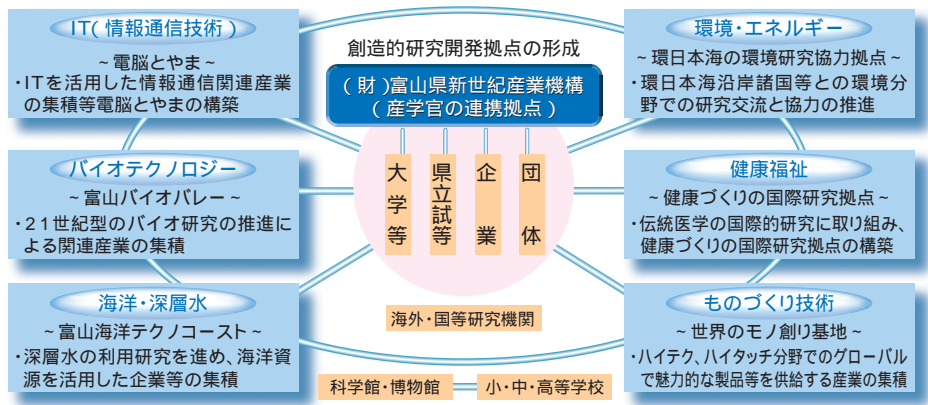 IT(情報通信技術)
~電脳とやま~
・ITを活用した情報通信関連産業
の集積等電脳とやまの構築
バイオテクノロジー
~富山バイオバレー~
・21世紀型のバイオ研究の推進に
よる関連産業の集積
海洋・深層水
~富山海洋テクノコースト~
・深層水の利用研究を進め、海洋資
源を活用した企業等の集積
創造的研究開発拠点の形成
(財)富山県新世紀産業機構
(産学官の連携拠点)
大学等
県立試等
企業
団体
海外・国等研究機関
科学館・博物館
小・中・高等学校
環境・エネルギー
~環日本海の環境研究協力拠点~
・環日本海沿岸諸国等との環境分
野での研究交流と協力の推進
健康福祉
~健康づくりの国際研究拠点~
・伝統医学の国際的研究に取り組み、
健康づくりの国際研究拠点の構築
ものづくり技術
~世界のモノ創り基地~
・ハイテク、ハイタッチ分野でのグローバル
で魅力的な製品等を供給する産業の集積